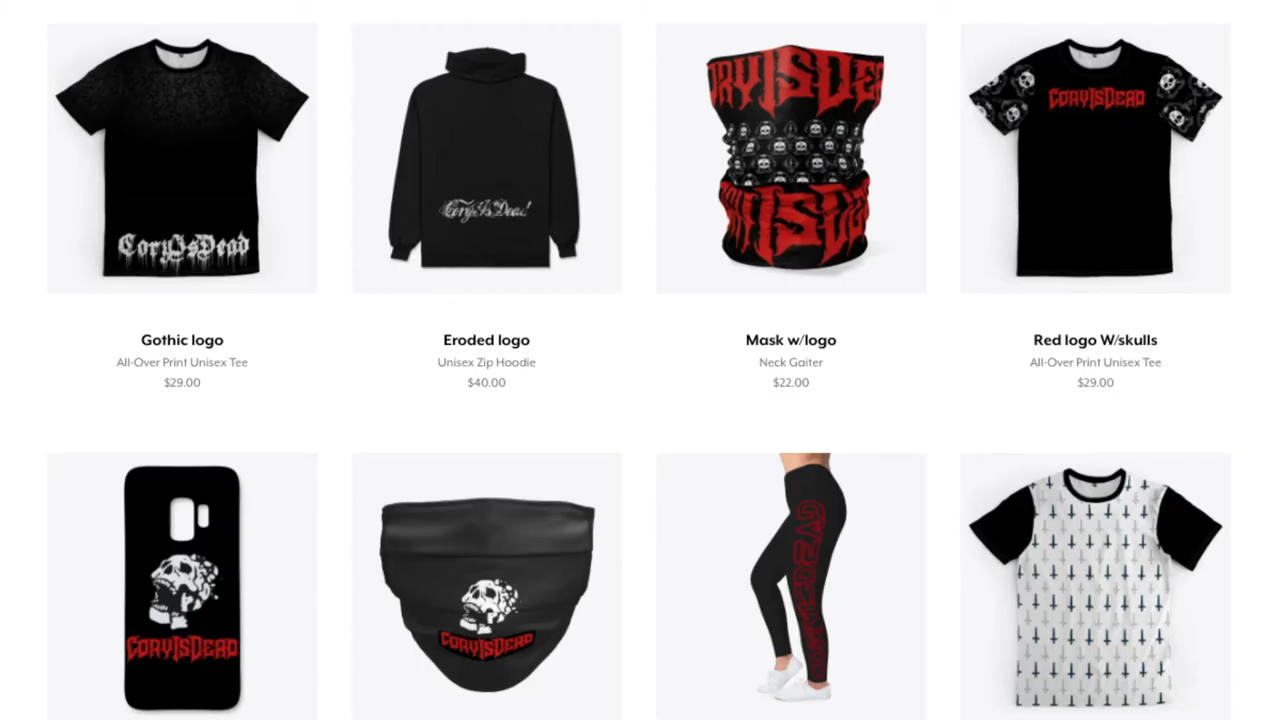 CoryIsDead
CoryIsDead
ORYISDEA
CoryIsDead
Gothic logo
All-Over Print Unisex Tee
$29.00
Eroded logo
Unisex Zip Hoodie
$40.00
Mask w/logo
Neck Gaiter
$22.00
Red logo W/skulls
All-Over Print Unisex Tee
$29.00
CoryIsDead
CoryIsDead